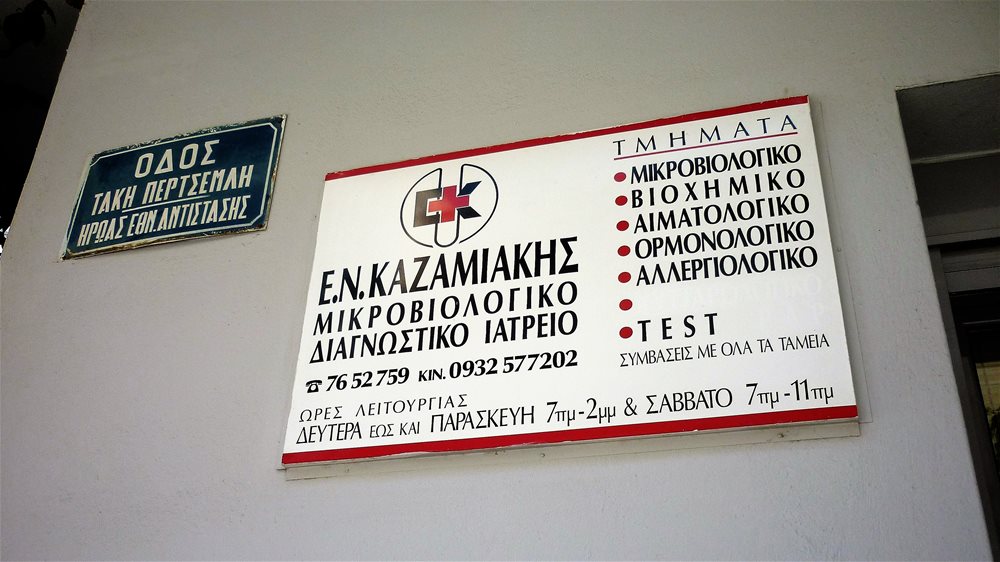 ΟΔΟΣ
ΤΑΚΗ ΠΕΡΤΣΕΜΛΗ
ΗΡΩΑΣ ΕΘΝ. ΑΝΤΙΣΤΑΣΗΣ
ΕΚ
Ε.Ν. ΚΑΖΑΜΙΑΚΗΣ
ΜΙΚΡΟΒΙΟΛΟΓΙΚΟ
ΔΙΑΓΝΩΣΤΙΚΟ ΙΑΤΡΕΙΟ
☎ 76 52 759 ΚΙΝ. 0932 577202
ΤΜΗΜΑΤΑ
• ΜΙΚΡΟΒΙΟΛΟΓΙΚΟ
• ΒΙΟΧΗΜΙΚΟ
• ΑΙΜΑΤΟΛΟΓΙΚΟ
• ΟΡΜΟΝΟΛΟΓΙΚΟ
• ΑΛΛΕΡΓΙΟΛΟΓΙΚΟ
•
• TEST
ΣΥΜΒΑΣΕΙΣ ΜΕ ΟΛΑ ΤΑ ΤΑΜΕΙΑ
ΩΡΕΣ ΛΕΙΤΟΥΡΓΙΑΣ
ΔΕΥΤΕΡΑ ΕΩΣ ΚΑΙ ΠΑΡΑΣΚΕΥΗ 7πμ-2μμ & ΣΑΒΒΑΤΟ 7πμ-11πμ